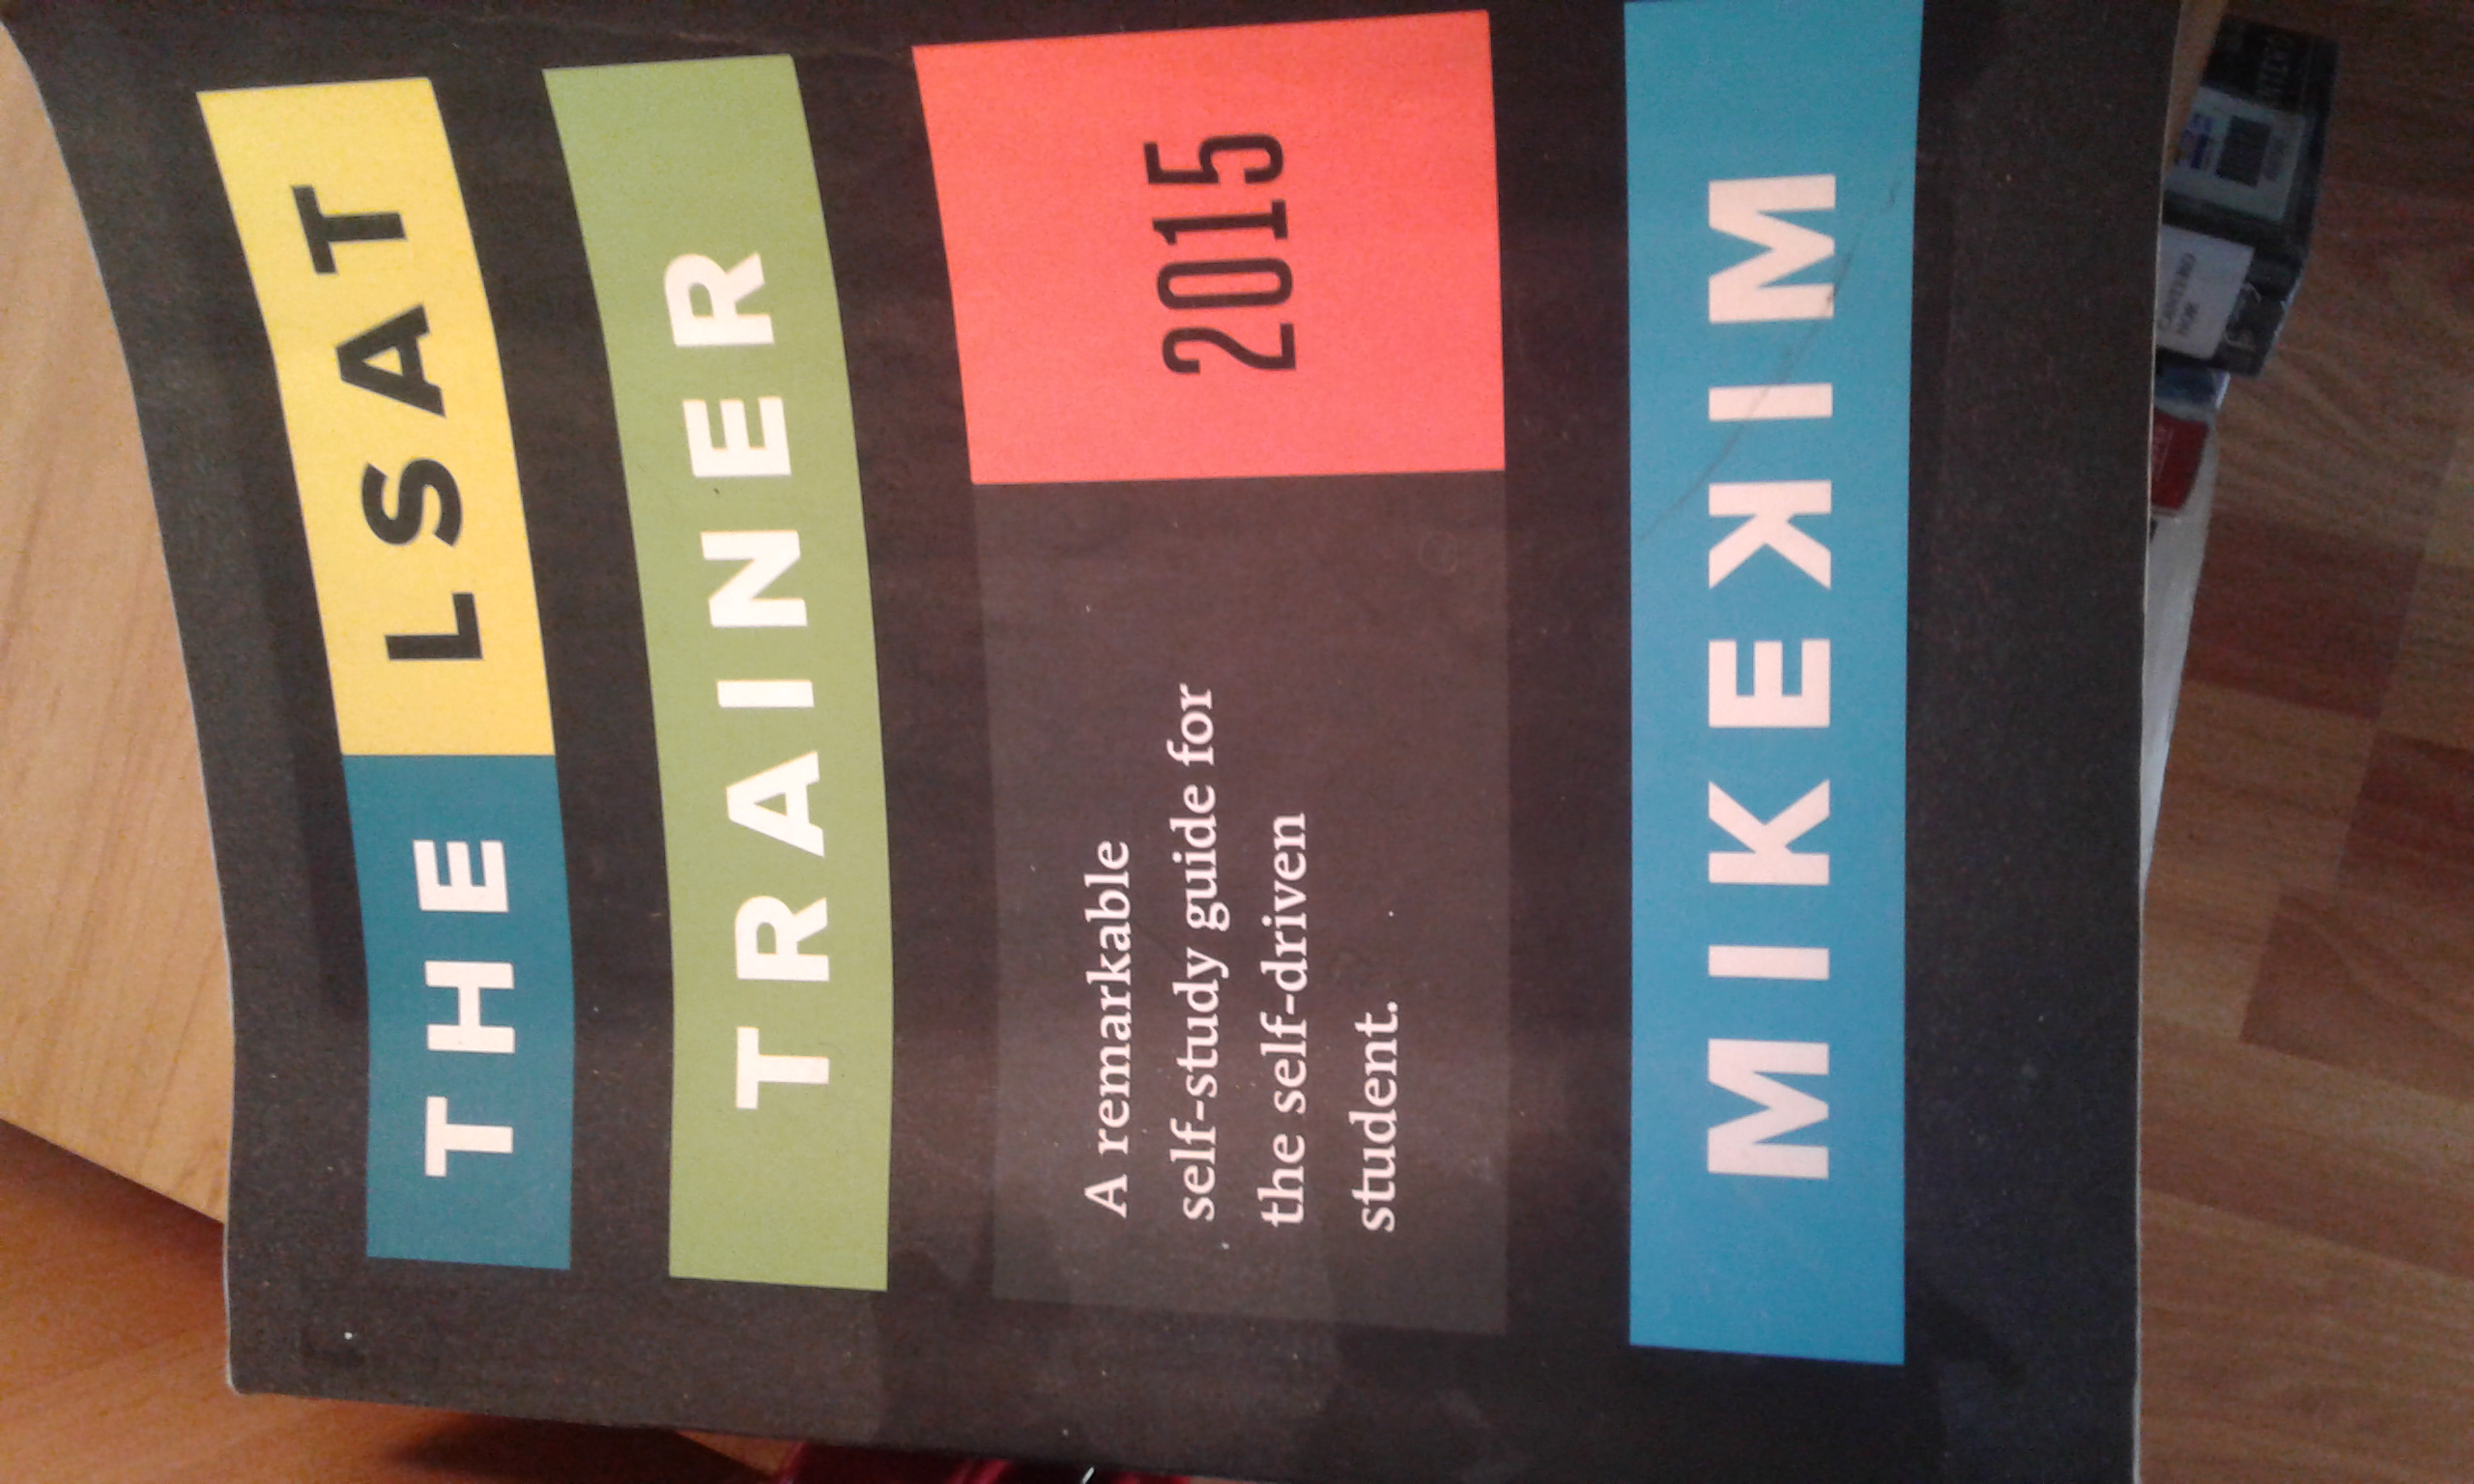 THE LSAT
TRAINER
A remarkable
self-study guide for
the self-driven
student.
2015
MIKEKIM